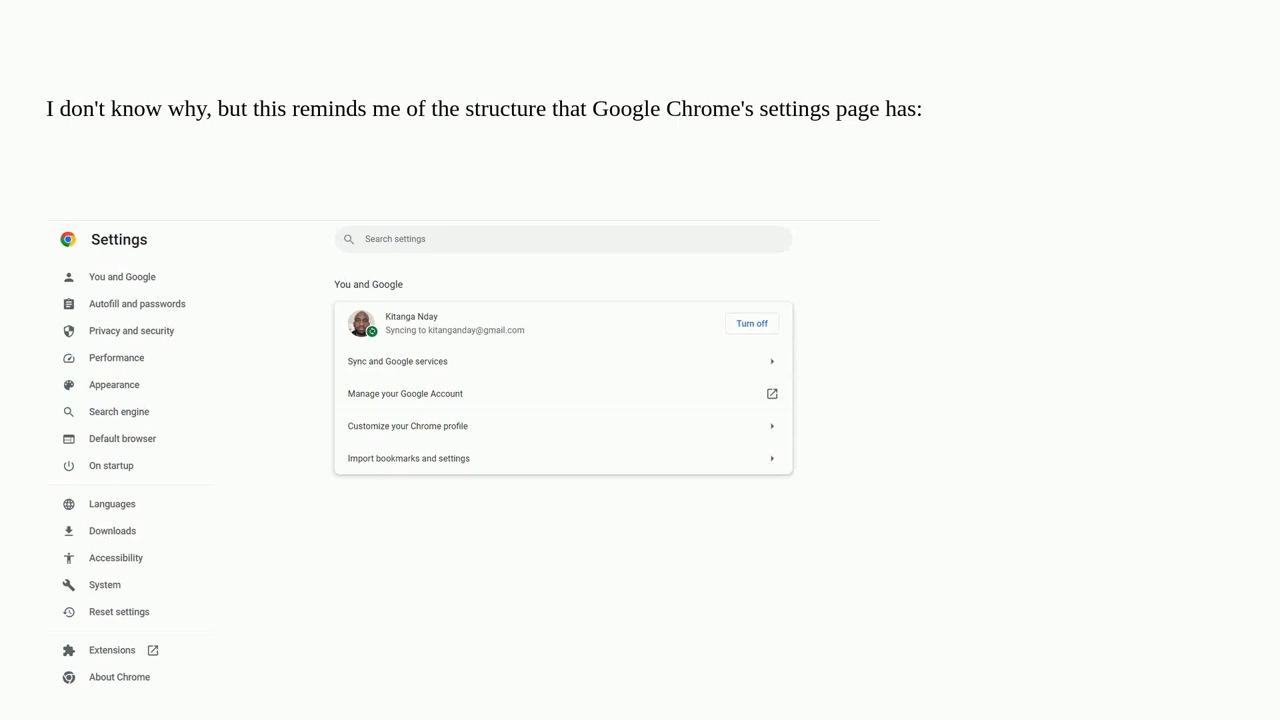 I don't know why, but this reminds me of the structure that Google Chrome's settings page has:
Settings
Search settings
You and Google
Autofill and passwords
Privacy and security
Performance
Appearance
Search engine
Default browser
On startup
Languages
Downloads
Accessibility
System
Reset settings
Extensions
About Chrome
You and Google
Kitanga Nday
Syncing to kitanganday@gmail.com
Turn off
Sync and Google services
Manage your Google Account
Customize your Chrome profile
Import bookmarks and settings